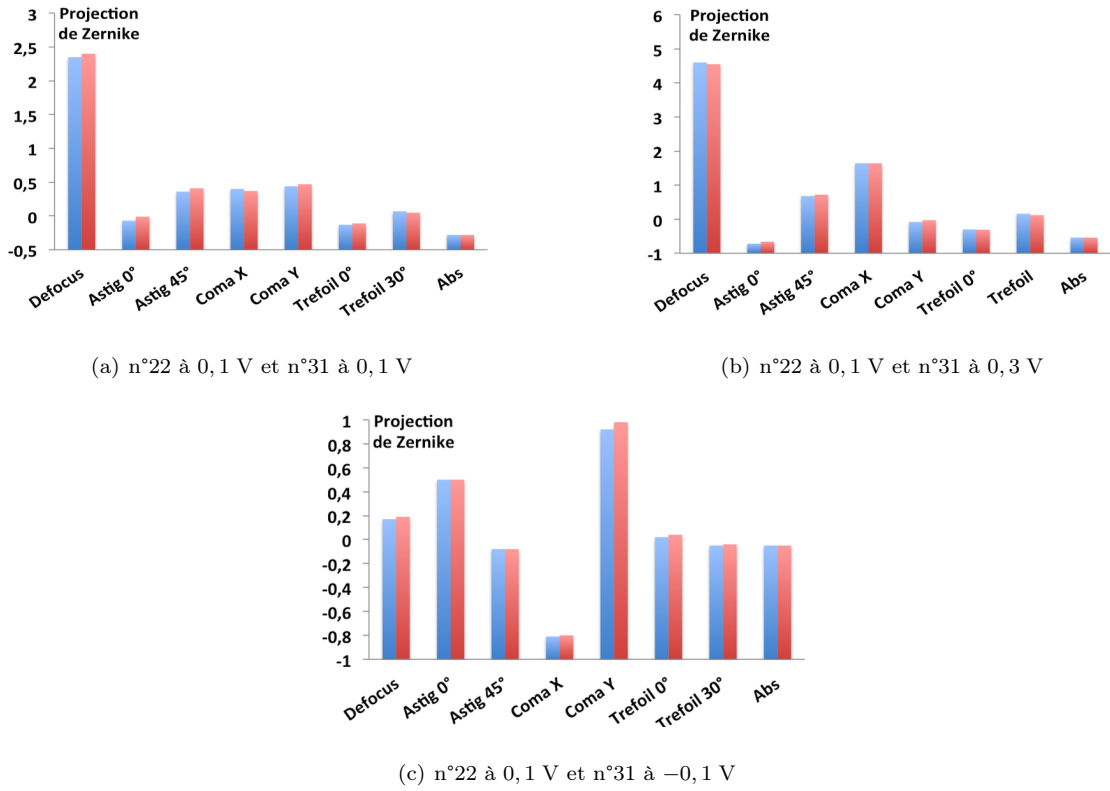 Projection
de Zernike
3
2,5
2
1,5
1
0,5
0
-0,5
Defocus
Astig 0°
Astig 45°
Coma X
Coma Y
Trefoil 0°
Trefoil 30°
Abs
(a) n°22 à 0, 1 V et n°31 à 0, 1 V
Projection
de Zernike
6
5
4
3
2
1
0
-1
Defocus
Astig 0°
Astig 45°
Coma X
Coma Y
Trefoil 0°
Trefoil
Abs
(b) n°22 à 0, 1 V et n°31 à 0, 3 V
Projection
de Zernike
1
0,8
0,6
0,4
0,2
0
-0,2
-0,4
-0,6
-0,8
-1
Defocus
Astig 0°
Astig 45°
Coma X
Coma Y
Trefoil 0°
Trefoil 30°
Abs
(c) n°22 à 0, 1 V et n°31 à −0, 1 V